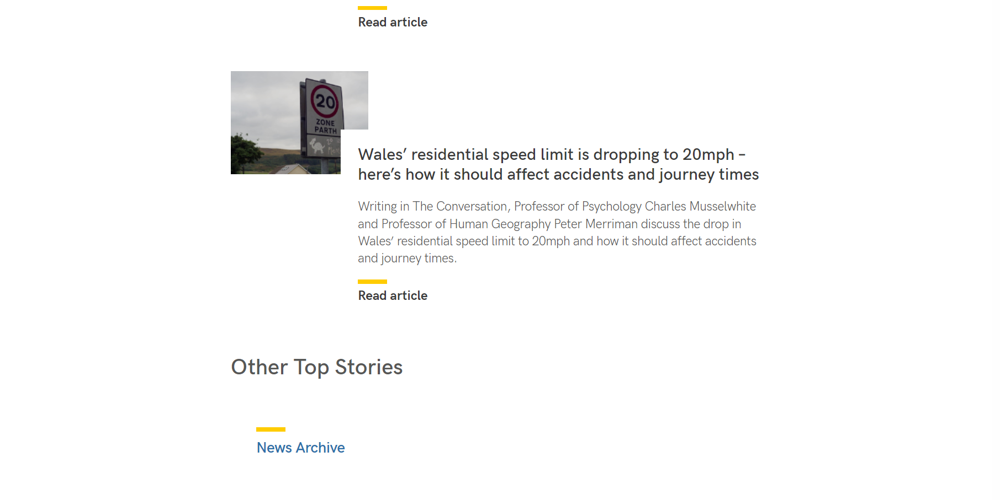 Read article
20
ZONE
PARTH
20 is
Wales’ residential speed limit is dropping to 20mph –
here’s how it should affect accidents and journey times
Writing in The Conversation, Professor of Psychology Charles Musselwhite
and Professor of Human Geography Peter Merriman discuss the drop in
Wales’ residential speed limit to 20mph and how it should affect accidents
and journey times.
Read article
Other Top Stories
News Archive